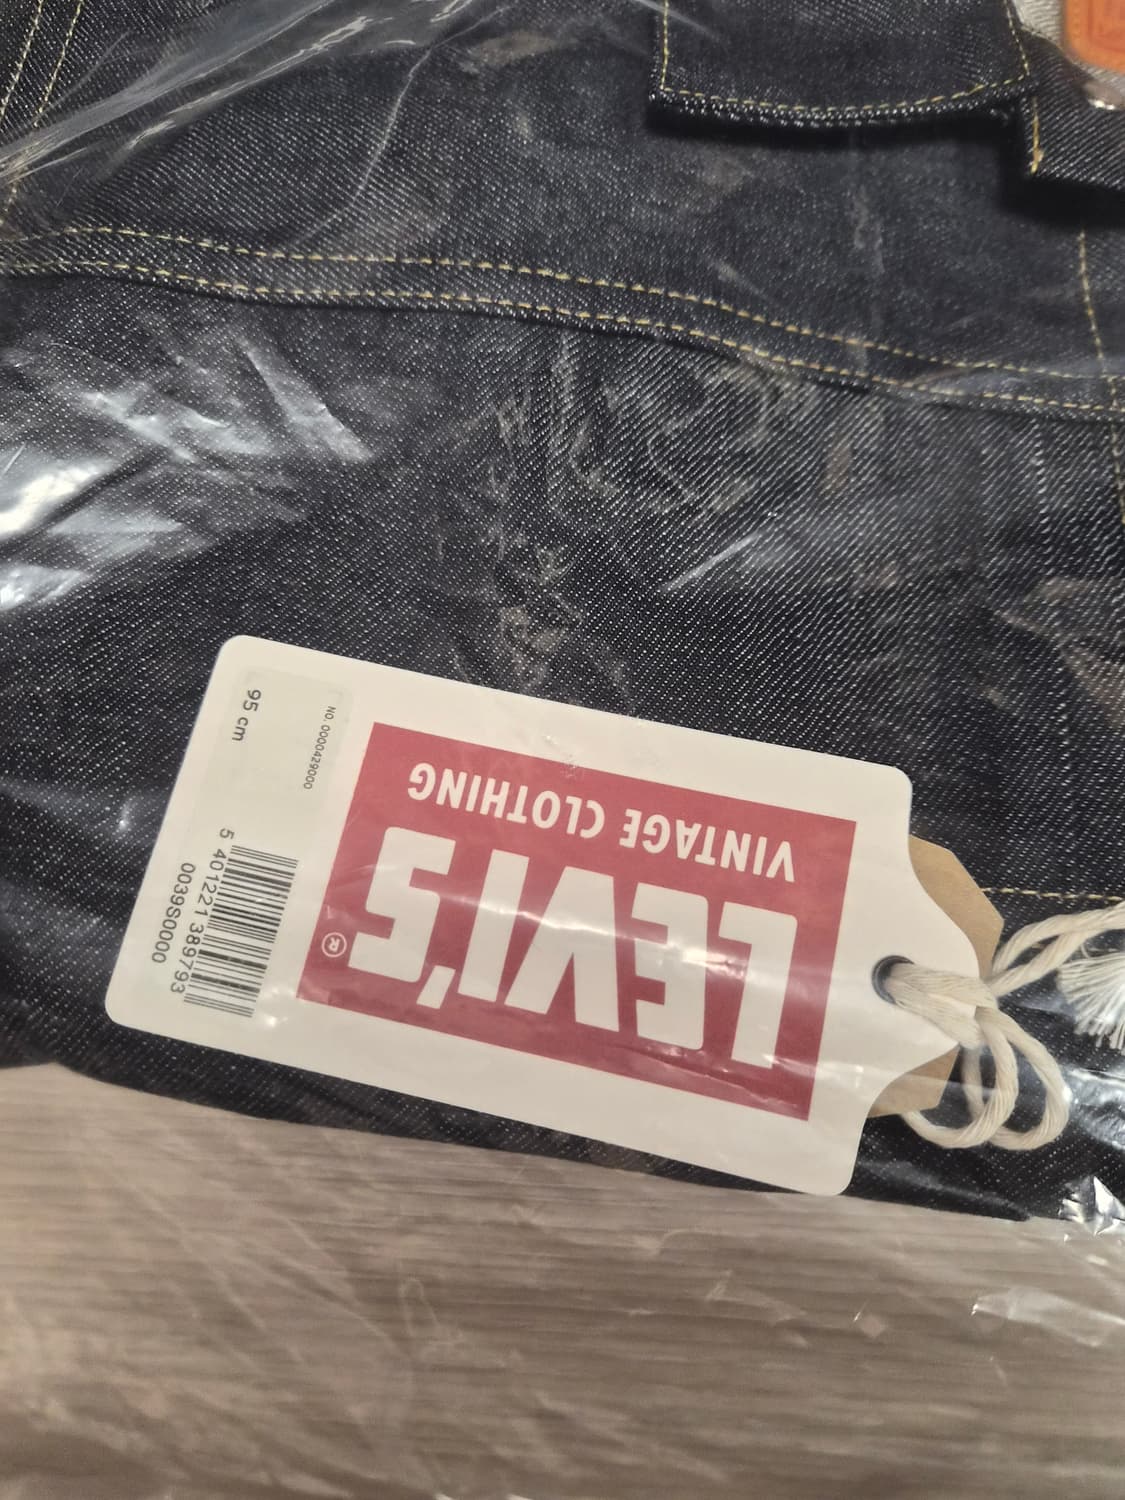 LEVI'S®
VINTAGE CLOTHING
NO. 0000429000
95 cm
5 401221 389793
0039S0000